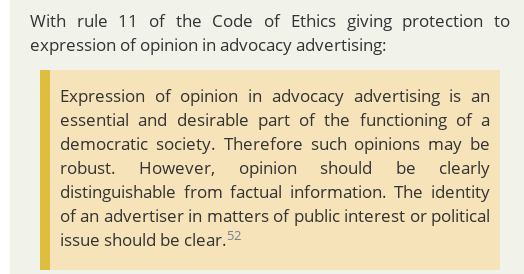 With rule 11 of the Code of Ethics giving protection to
expression of opinion in advocacy advertising:
Expression of opinion in advocacy advertising is an
essential and desirable part of the functioning of a
democratic society. Therefore such opinions may be
robust. However, opinion should be clearly
distinguishable from factual information. The identity
of an advertiser in matters of public interest or political
issue should be clear.52